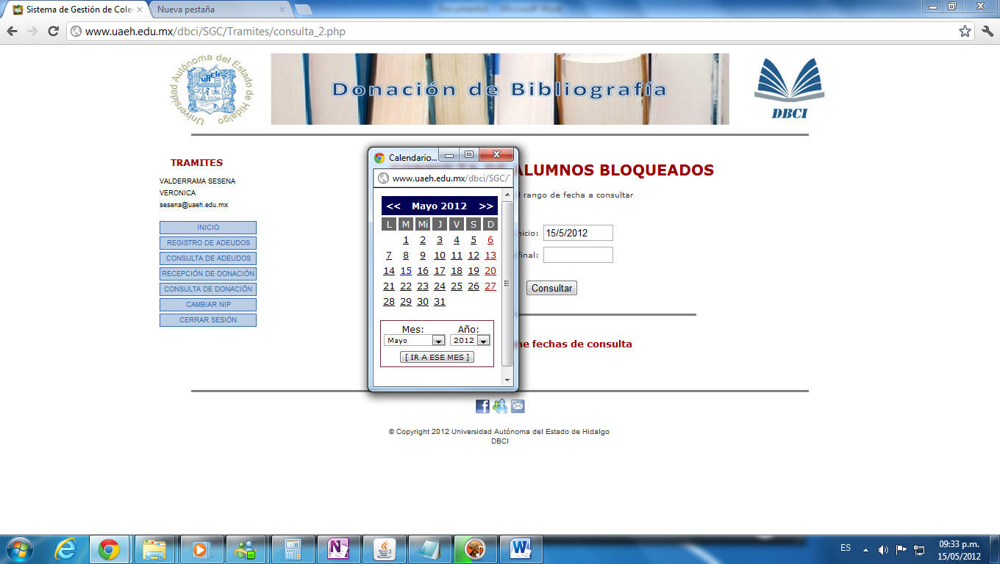 Sistema de Gestión de Cole
Nueva pestaña
www.uaeh.edu.mx/dbci/SGC/Tramites/consulta_2.php
Universidad Autónoma del Estado de Hidalgo
UAEH
Donación de Bibliografía
DBCI
TRAMITES
VALDERRAMA SESENA
VERONICA
sesena@uaeh.edu.mx
INICIO
REGISTRO DE ADEUDOS
CONSULTA DE ADEUDOS
RECEPCIÓN DE DONACIÓN
CONSULTA DE DONACIÓN
CAMBIAR NIP
CERRAR SESIÓN
Calendario...
www.uaeh.edu.mx/dbci/SGC/
<< Mayo 2012 >>
L M Mi J V S D
1 2 3 4 5 6
7 8 9 10 11 12 13
14 15 16 17 18 19 20
21 22 23 24 25 26 27
28 29 30 31
Mes: Año:
Mayo 2012
[ IR A ESE MES ]
ALUMNOS BLOQUEADOS
rango de fecha a consultar
nicio: 15/5/2012
final:
Consultar
ne fechas de consulta
© Copyright 2012 Universidad Autónoma del Estado de Hidalgo
DBCI
ES
09:33 p.m.
15/05/2012